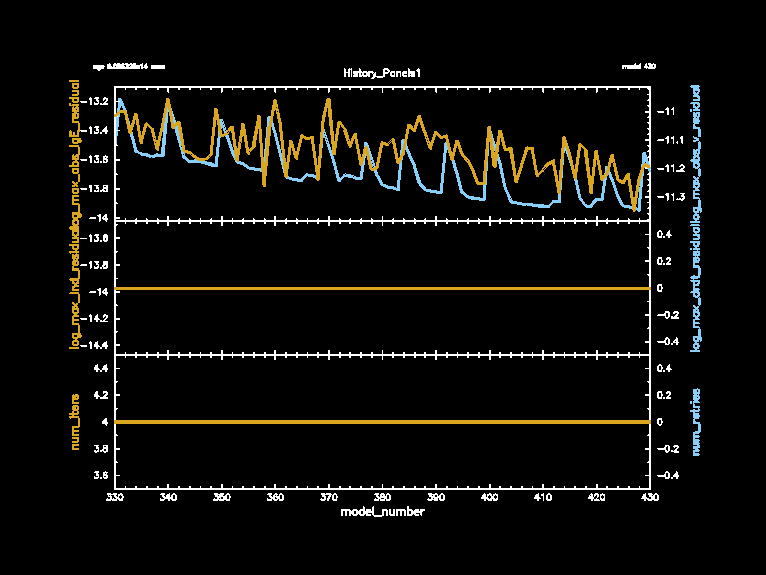 History_Panels1
model 430
log_max_abs_lgE_residual
-13.2
-13.4
-13.6
-13.8
-14
-11
-11.1
-11.2
-11.3
log_max_abs_v_residual
log_max_lnd_residual
-13.6
-13.8
-14
-14.2
-14.4
0.4
0.2
0
-0.2
-0.4
log_max_drdt_residual
num_iters
4.4
4.2
4
3.8
3.6
0.4
0.2
0
-0.2
-0.4
num_retries
330 340 350 360 370 380 390 400 410 420 430
model_number